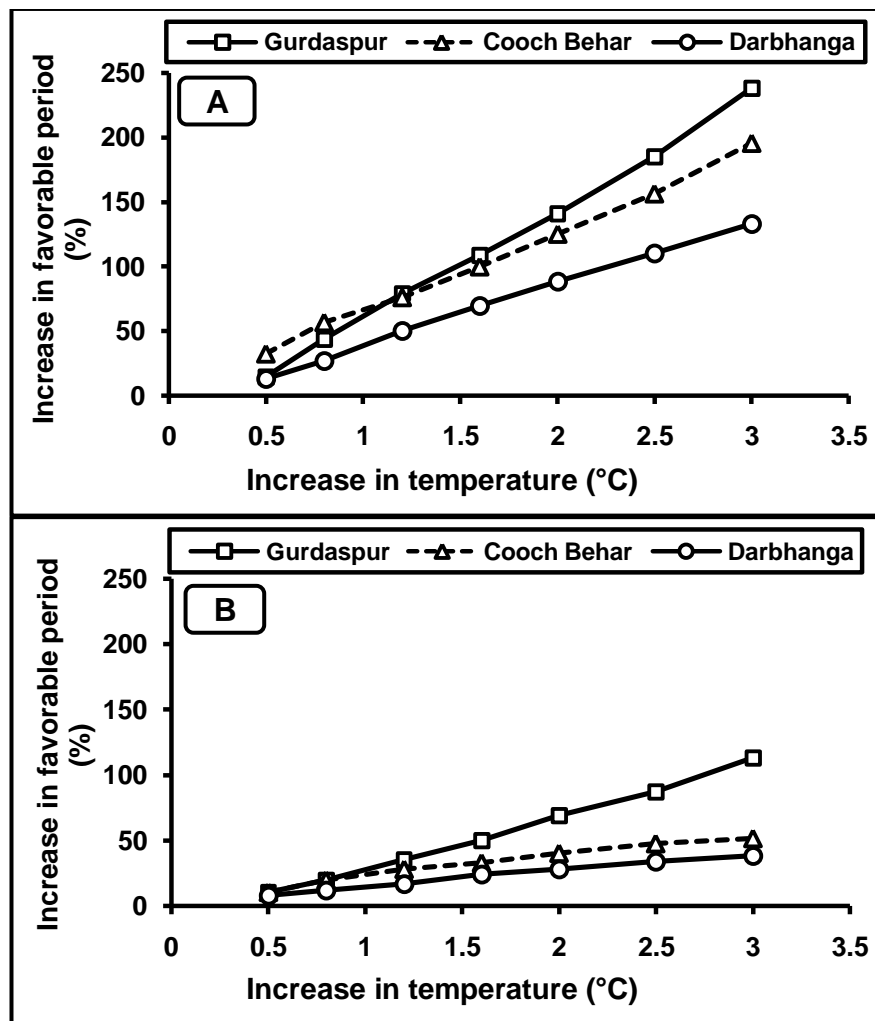 Gurdaspur Cooch Behar Darbhanga
A
Increase in favorable period
(%)
250
200
150
100
50
0
0 0.5 1 1.5 2 2.5 3 3.5
Increase in temperature (°C)
Gurdaspur Cooch Behar Darbhanga
B
Increase in favorable period
(%)
250
200
150
100
50
0
0 0.5 1 1.5 2 2.5 3 3.5
Increase in temperature (°C)